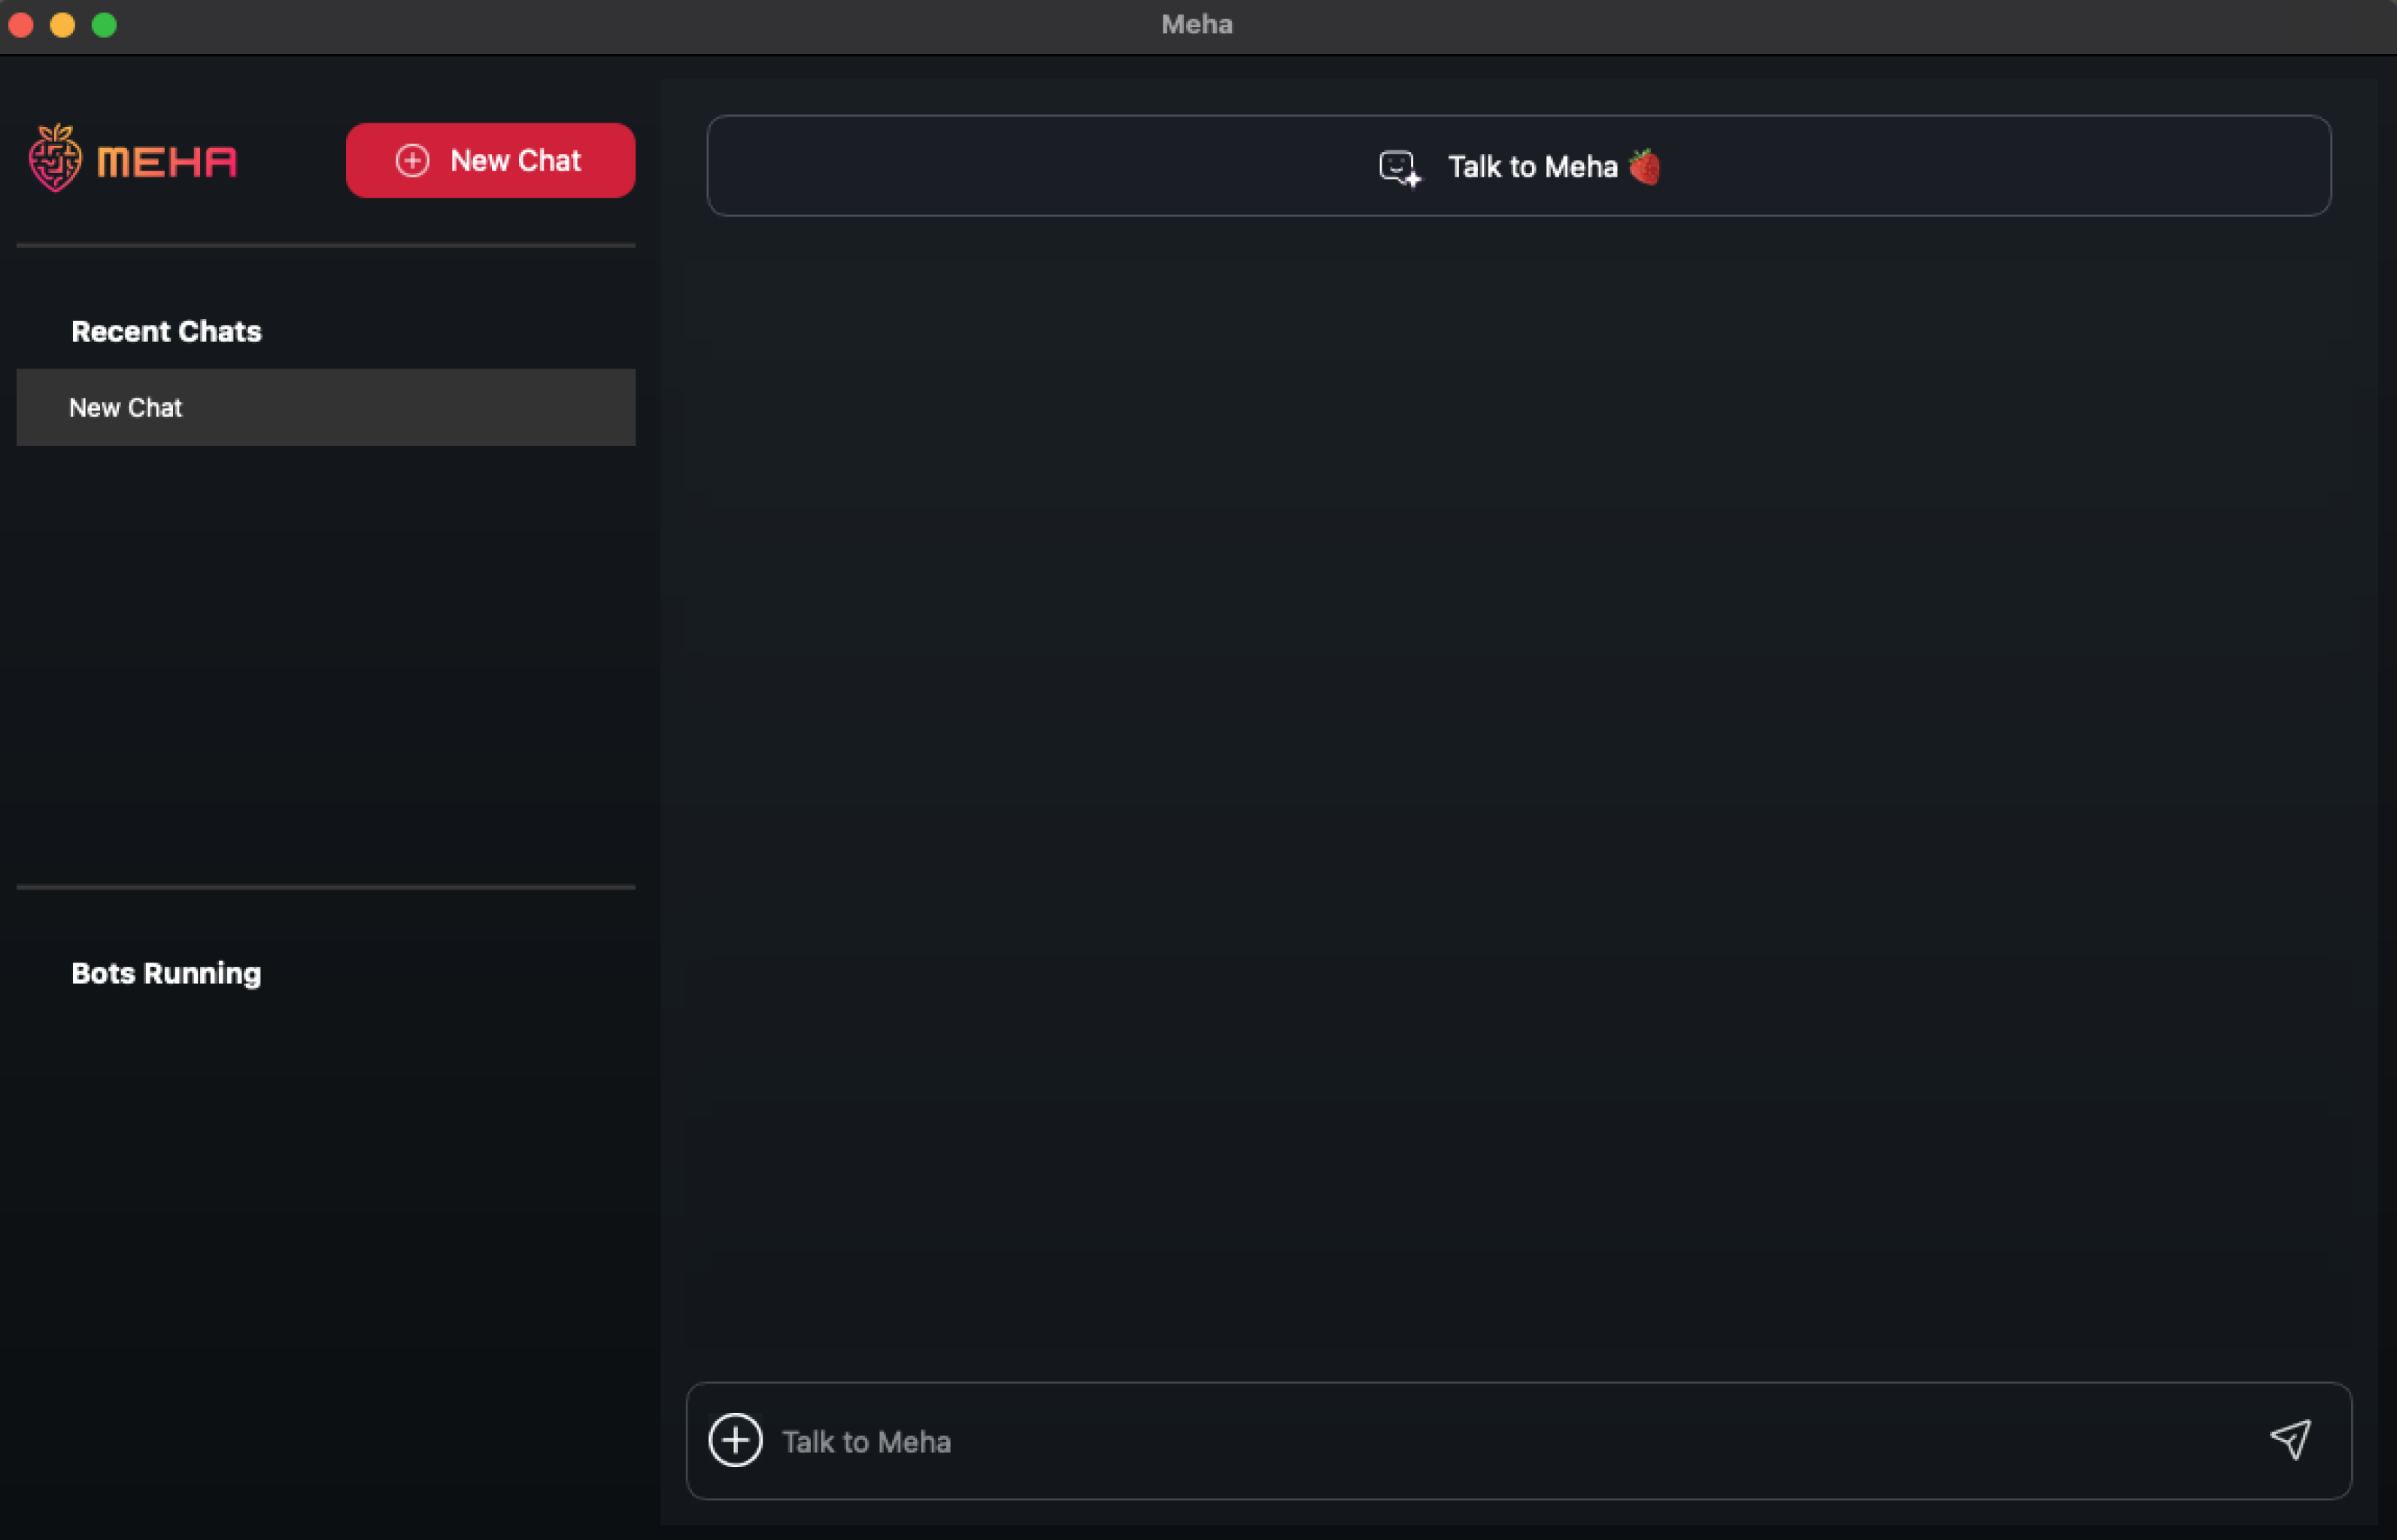 Meha
MEHA
New Chat
Recent Chats
New Chat
Bots Running
Talk to Meha 🍓
Talk to Meha